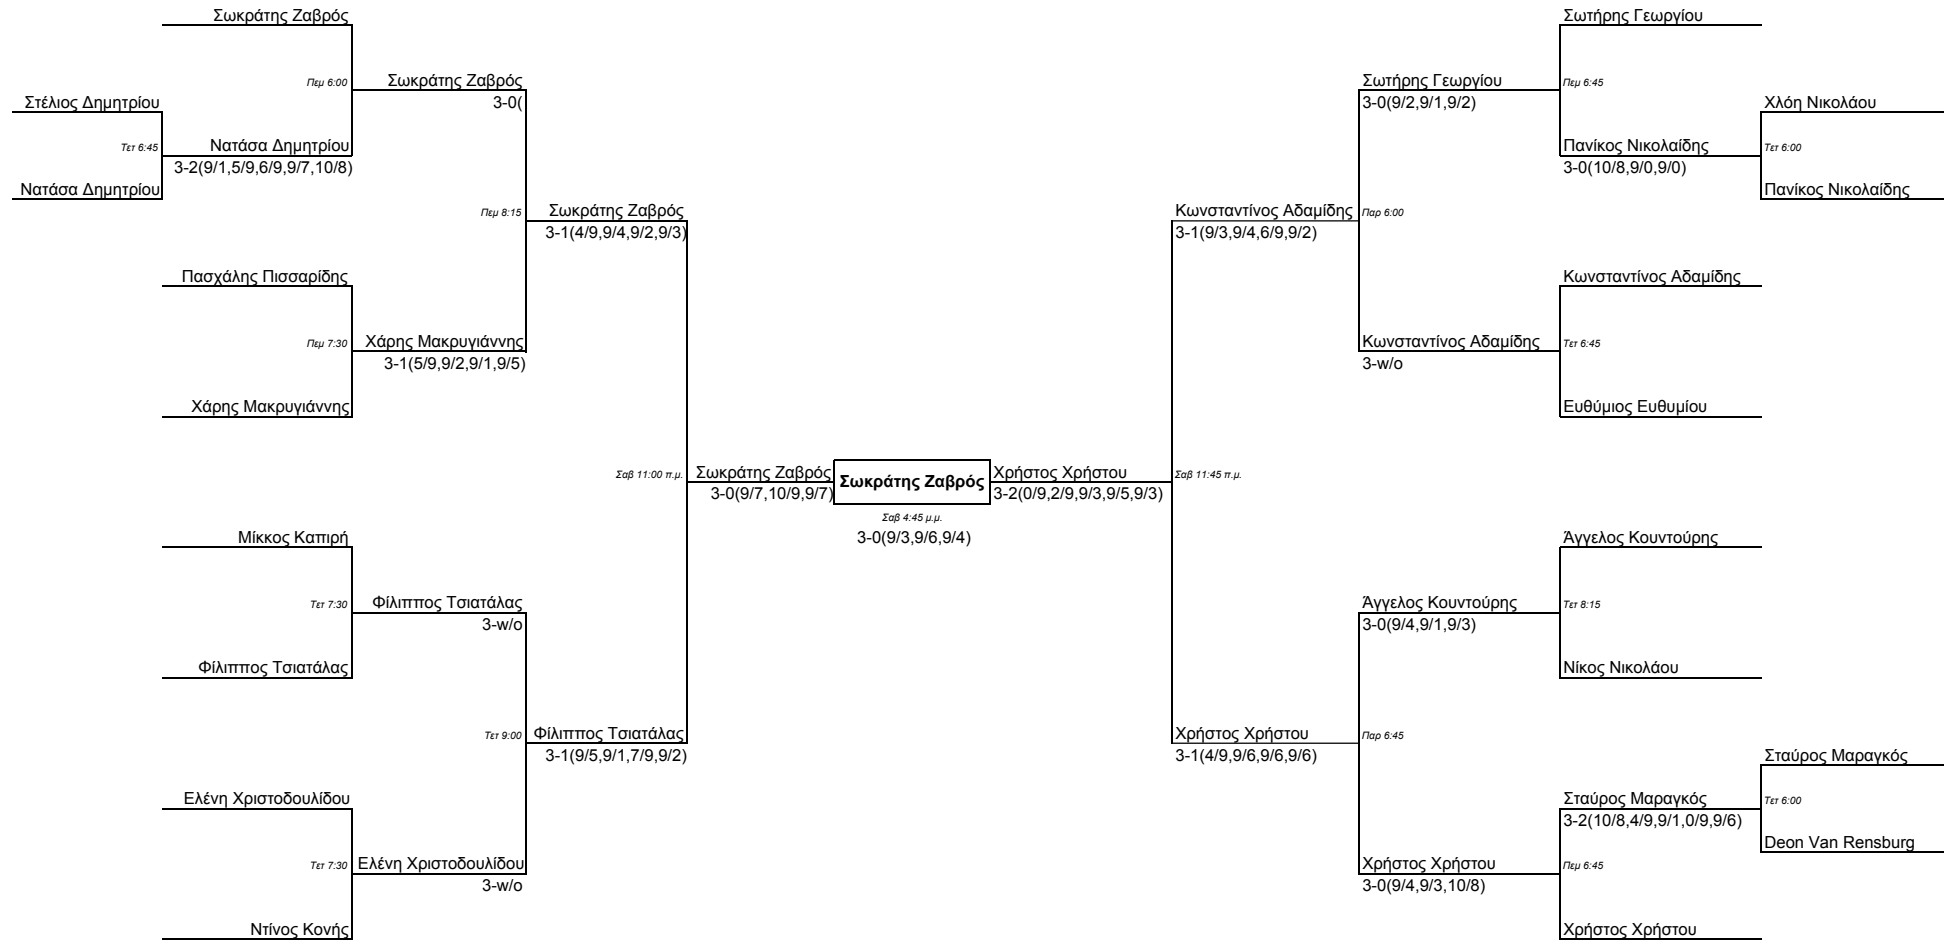 Σωκράτης Ζαβρός
Σωτήρης Γεωργίου
Πεμ 6:00
Σωκράτης Ζαβρός
Σωτήρης Γεωργίου
Πεμ 6:45
Στέλιος Δημητρίου
3-0(
3-0(9/2,9/1,9/2)
Χλόη Νικολάου
Τετ 6:45
Νατάσα Δημητρίου
Πανίκος Νικολαίδης
Τετ 6:00
3-2(9/1,5/9,6/9,9/7,10/8)
3-0(10/8,9/0,9/0)
Νατάσα Δημητρίου
Πανίκος Νικολαίδης
Πεμ 8:15
Σωκράτης Ζαβρός
Κωνσταντίνος Αδαμίδης
Παρ 6:00
3-1(4/9,9/4,9/2,9/3)
3-1(9/3,9/4,6/9,9/2)
Πασχάλης Πισσαρίδης
Κωνσταντίνος Αδαμίδης
Πεμ 7:30
Χάρης Μακρυγιάννης
Κωνσταντίνος Αδαμίδης
Τετ 6:45
3-1(5/9,9/2,9/1,9/5)
3-w/o
Χάρης Μακρυγιάννης
Ευθύμιος Ευθυμίου
Σαβ 11:00 π.μ.
Σωκράτης Ζαβρός
Σωκράτης Ζαβρός
Χρήστος Χρήστου
Σαβ 11:45 π.μ.
3-0(9/7,10/9,9/7)
3-2(0/9,2/9,9/3,9/5,9/3)
Σαβ 4:45 μ.μ.
3-0(9/3,9/6,9/4)
Μίκκος Καπιρή
Άγγελος Κουντούρης
Τετ 7:30
Φίλιππος Τσιατάλας
Άγγελος Κουντούρης
Τετ 8:15
3-w/o
3-0(9/4,9/1,9/3)
Φίλιππος Τσιατάλας
Νίκος Νικολάου
Τετ 9:00
Φίλιππος Τσιατάλας
Χρήστος Χρήστου
Παρ 6:45
3-1(9/5,9/1,7/9,9/2)
3-1(4/9,9/6,9/6,9/6)
Σταύρος Μαραγκός
Ελένη Χριστοδουλίδου
Σταύρος Μαραγκός
Τετ 6:00
3-2(10/8,4/9,9/1,0/9,9/6)
Deon Van Rensburg
Τετ 7:30
Ελένη Χριστοδουλίδου
Χρήστος Χρήστου
Πεμ 6:45
3-w/o
3-0(9/4,9/3,10/8)
Ντίνος Κονής
Χρήστος Χρήστου